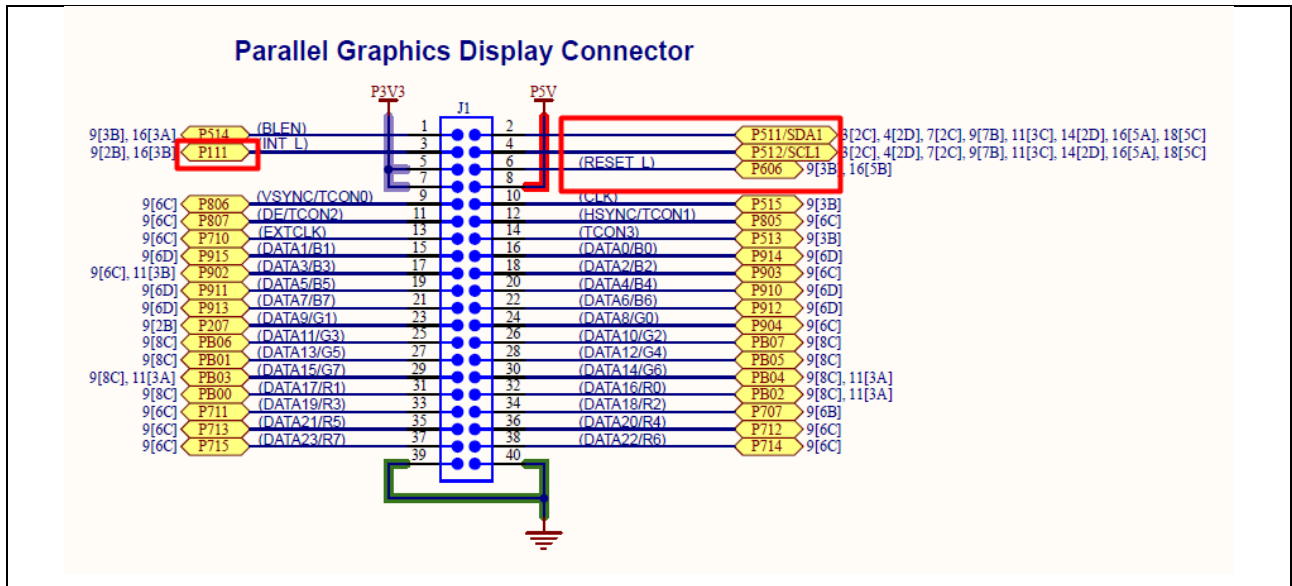 Parallel Graphics Display Connector
P3V3 J1 P5V
9[3B], 16[3A] P514 (BLEN) 1 2 P511/SDA1 3[2C], 4[2D], 7[2C], 9[7B], 11[3C], 14[2D], 16[5A], 18[5C]
9[2B], 16[3B] P111 (INT_L) 3 4 P512/SCL1 3[2C], 4[2D], 7[2C], 9[7B], 11[3C], 14[2D], 16[5A], 18[5C]
5 6 (RESET_L) P606 9[3B], 16[5B]
7 8
9[6C] P806 (VSYNC/TCON0) 9 10 (CLK) P515 9[3B]
9[6C] P807 (DE/TCON2) 11 12 (HSYNC/TCON1) P805 9[6C]
9[6C] P710 (EXTCLK) 13 14 (TCON3) P513 9[3B]
9[6D] P915 (DATA1/B1) 15 16 (DATA0/B0) P914 9[6D]
9[6C], 11[3B] P902 (DATA3/B3) 17 18 (DATA2/B2) P903 9[6C]
9[6D] P911 (DATA5/B5) 19 20 (DATA4/B4) P910 9[6D]
9[6D] P913 (DATA7/B7) 21 22 (DATA6/B6) P912 9[6D]
9[2B] P207 (DATA9/G1) 23 24 (DATA8/G0) P904 9[6C]
9[8C] PB06 (DATA11/G3) 25 26 (DATA10/G2) PB07 9[8C]
9[8C] PB01 (DATA13/G5) 27 28 (DATA12/G4) PB05 9[8C]
9[8C], 11[3A] PB03 (DATA15/G7) 29 30 (DATA14/G6) PB04 9[8C], 11[3A]
9[8C] PB00 (DATA17/R1) 31 32 (DATA16/R0) PB02 9[8C], 11[3A]
9[6C] P711 (DATA19/R3) 33 34 (DATA18/R2) P707 9[6B]
9[6C] P713 (DATA21/R5) 35 36 (DATA20/R4) P712 9[6C]
9[6C] P715 (DATA23/R7) 37 38 (DATA22/R6) P714 9[6C]
39 40